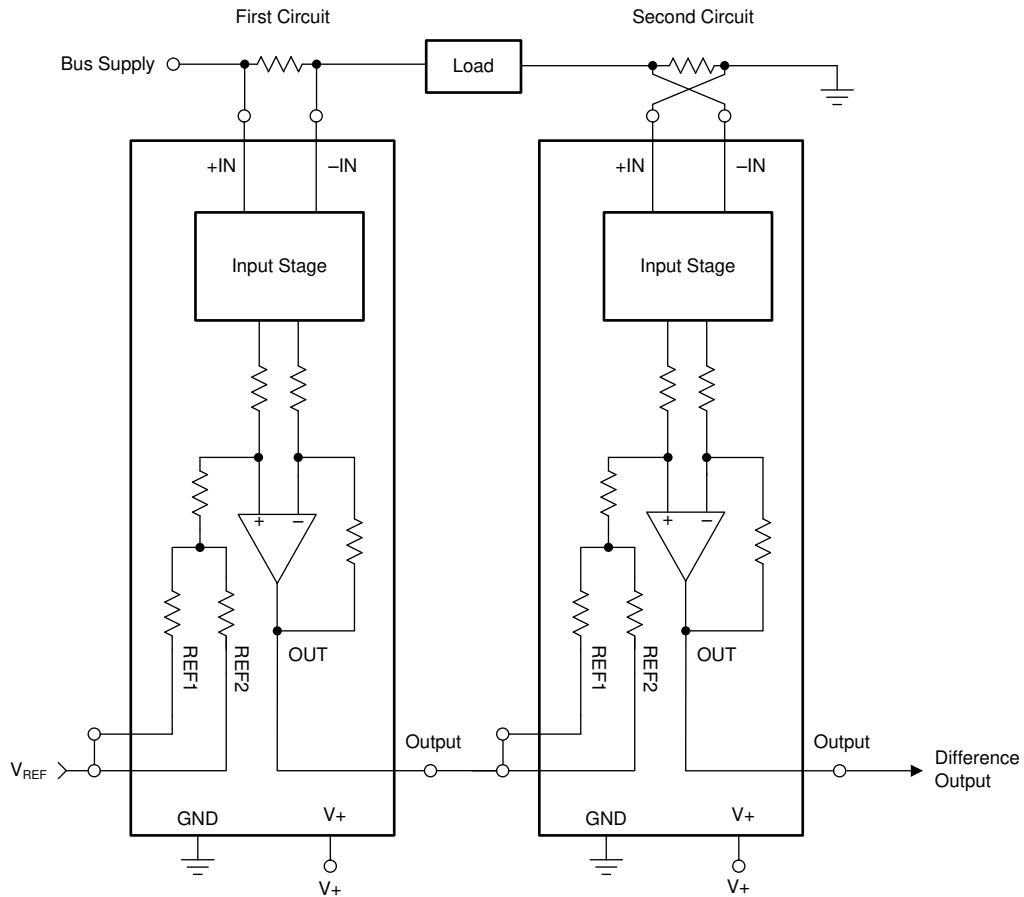 First Circuit
Second Circuit
Bus Supply
Load
+IN
–IN
+IN
–IN
Input Stage
Input Stage
+
–
+
–
OUT
OUT
REF1
REF2
REF1
REF2
Output
Output
VREF
Difference
Output
GND
V+
GND
V+
V+
V+